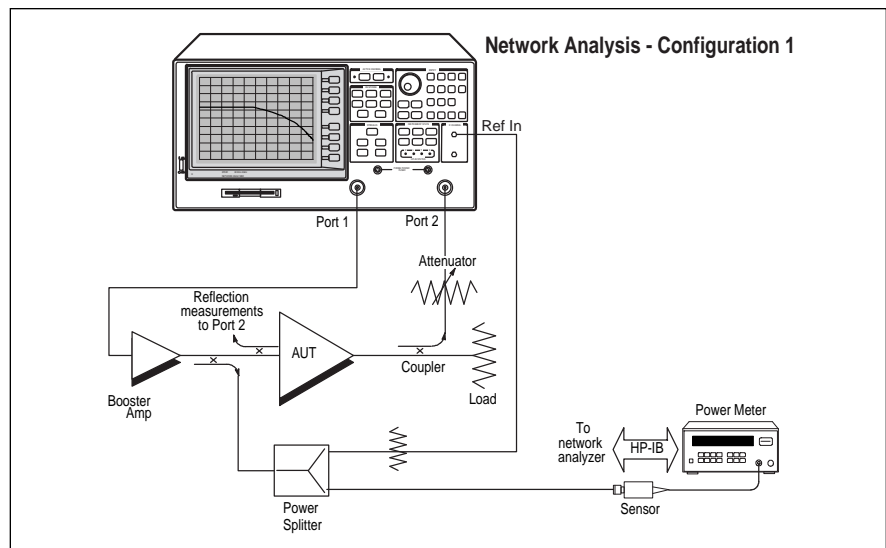 Network Analysis - Configuration 1
Ref In
Port 1
Port 2
Attenuator
Reflection
measurements
to Port 2
AUT
Coupler
Booster
Amp
Load
Power Meter
To
network
analyzer
HP-IB
Power
Splitter
Sensor